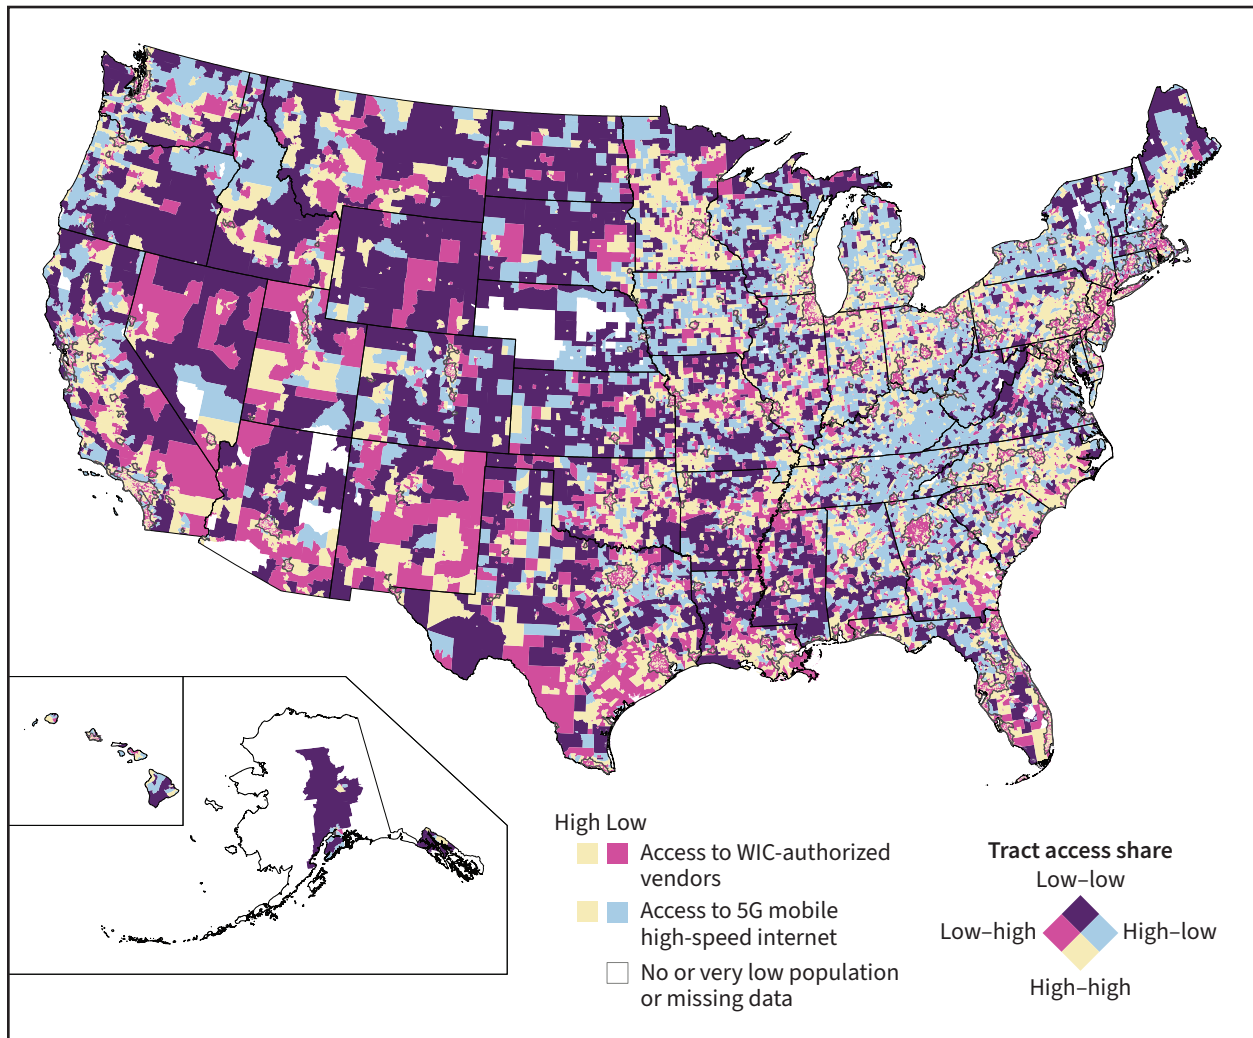 High Low
Access to WIC-authorized
vendors
Access to 5G mobile
high-speed internet
No or very low population
or missing data
Tract access share
Low–low
Low–high
High–low
High–high